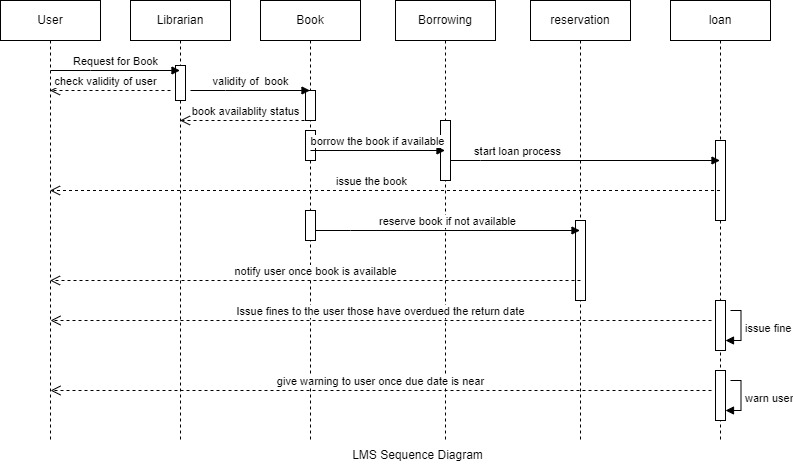 User
Librarian
Book
Borrowing
reservation
loan
Request for Book
check validity of user
validity of book
book availablity status
borrow the book if available
start loan process
issue the book
reserve book if not available
notify user once book is available
Issue fines to the user those have overdued the return date
issue fine
give warning to user once due date is near
warn user
LMS Sequence Diagram